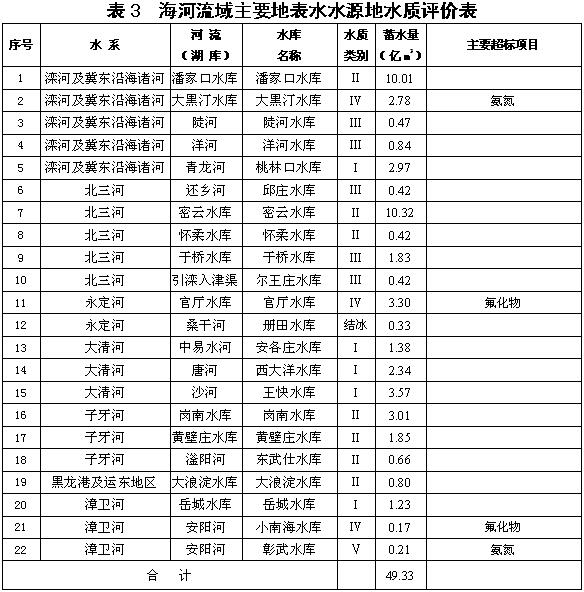 表 3 海河流域主要地表水水源地水质评价表
序号 水 系 河 流（湖 库） 水库名称 水质类别 蓄水量（亿m³） 主要超标项目
1 滦河及冀东沿海诸河 潘家口水库 潘家口水库 II 10.01
2 滦河及冀东沿海诸河 大黑汀水库 大黑汀水库 IV 2.78 氨氮
3 滦河及冀东沿海诸河 陡河 陡河水库 III 0.47
4 滦河及冀东沿海诸河 洋河 洋河水库 III 0.84
5 滦河及冀东沿海诸河 青龙河 桃林口水库 I 2.97
6 北三河 还乡河 邱庄水库 III 0.42
7 北三河 密云水库 密云水库 II 10.32
8 北三河 怀柔水库 怀柔水库 II 0.42
9 北三河 于桥水库 于桥水库 III 1.83
10 北三河 引滦入津渠 尔王庄水库 III 0.42
11 永定河 官厅水库 官厅水库 IV 3.30 氟化物
12 永定河 桑干河 册田水库 结冰 0.33
13 大清河 中易水河 安各庄水库 I 1.38
14 大清河 唐河 西大洋水库 I 2.34
15 大清河 沙河 王快水库 I 3.57
16 子牙河 岗南水库 岗南水库 II 3.01
17 子牙河 黄壁庄水库 黄壁庄水库 II 1.85
18 子牙河 滏阳河 东武仕水库 II 0.66
19 黑龙港及运东地区 大浪淀水库 大浪淀水库 II 0.80
20 漳卫河 岳城水库 岳城水库 I 1.23
21 漳卫河 安阳河 小南海水库 IV 0.17 氟化物
22 漳卫河 安阳河 彰武水库 V 0.21 氨氮
合 计 49.33